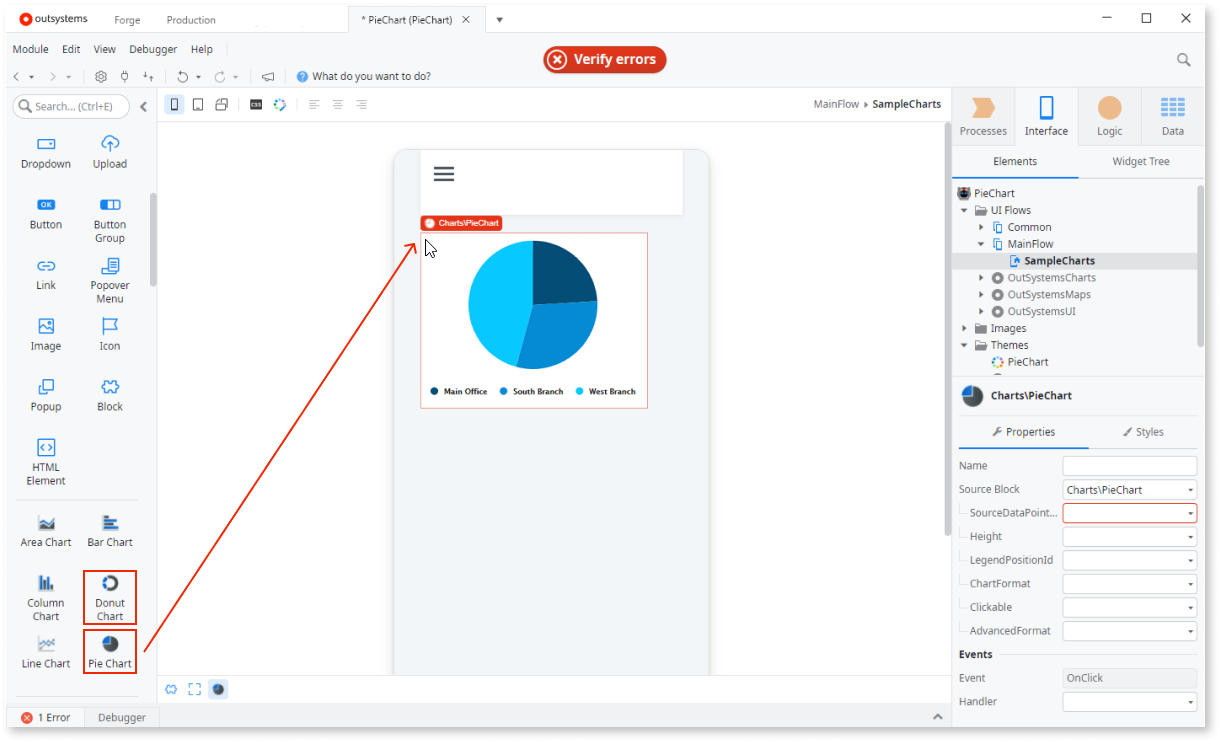 outsystems
Forge
Production
* PieChart (PieChart)
Module
Edit
View
Debugger
Help
Verify errors
What do you want to do?
Search... (Ctrl+E)
CSS
MainFlow
SampleCharts
Processes
Interface
Logic
Data
Dropdown
Upload
OK
Button
Button
Group
Link
Popover
Menu
Image
Icon
Popup
Block
HTML
Element
Area Chart
Bar Chart
Column
Chart
Donut
Chart
Line Chart
Pie Chart
Charts\PieChart
Main Office
South Branch
West Branch
Elements
Widget Tree
PieChart
UI Flows
Common
MainFlow
SampleCharts
OutSystemsCharts
OutSystemsMaps
OutSystemsUI
Images
Themes
PieChart
Charts\PieChart
Properties
Styles
Name
Source Block
Charts\PieChart
SourceDataPoint...
Height
LegendPositionId
ChartFormat
Clickable
AdvancedFormat
Events
Event
OnClick
Handler
1 Error
Debugger